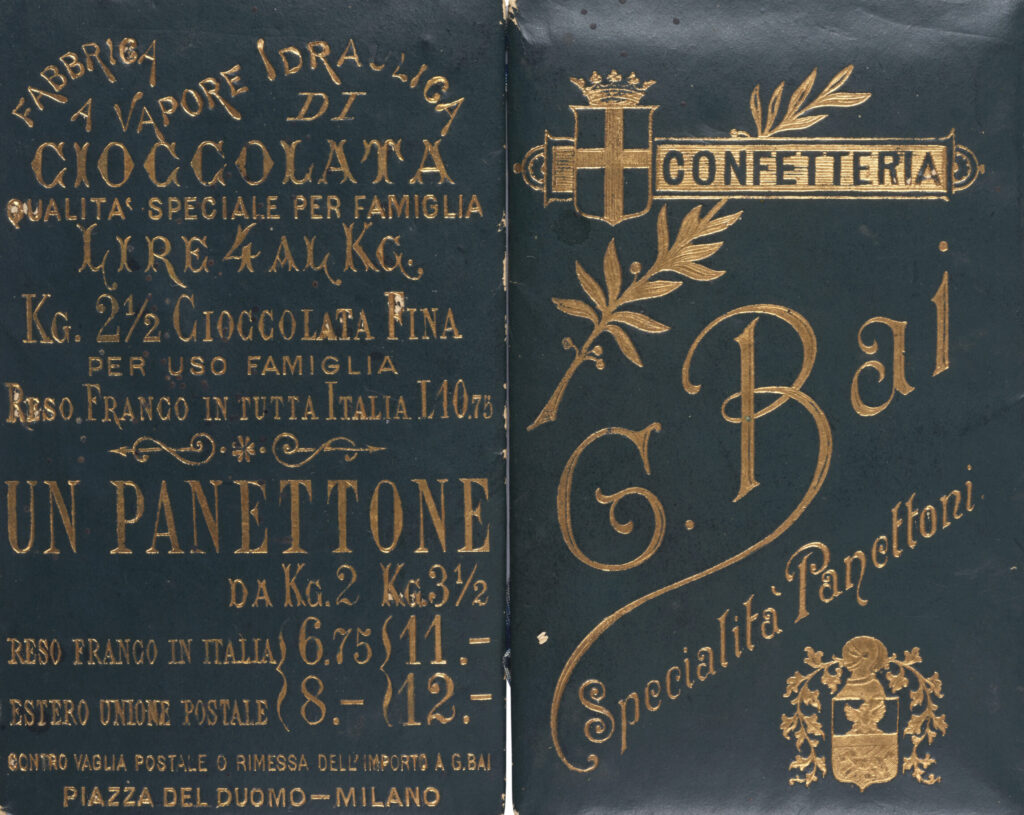 FABBRICA IDRAULICA
A VAPORE DI
CIOCCOLATA
QUALITA' SPECIALE PER FAMIGLIA
LIRE 4 AL KG.
KG. 2½ CIOCCOLATA FINA
PER USO FAMIGLIA
RESO FRANCO IN TUTTA ITALIA L10.75
UN PANETTONE
DA KG. 2 KG. 3½
RESO FRANCO IN ITALIA 6.75 11.-
ESTERO UNIONE POSTALE 8.- 12.-
CONTRO VAGLIA POSTALE O RIMESSA DELL'IMPORTO A G.BAI
PIAZZA DEL DUOMO – MILANO
CONFETTERIA
G. Bai
Specialità Panettoni.